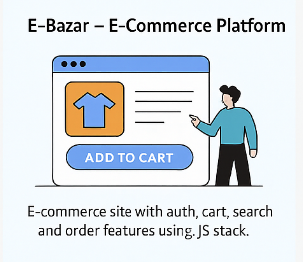 E-Bazar – E-Commerce Platform
ADD TO CART
E-commerce site with auth, cart, search
and order features using. JS stack.